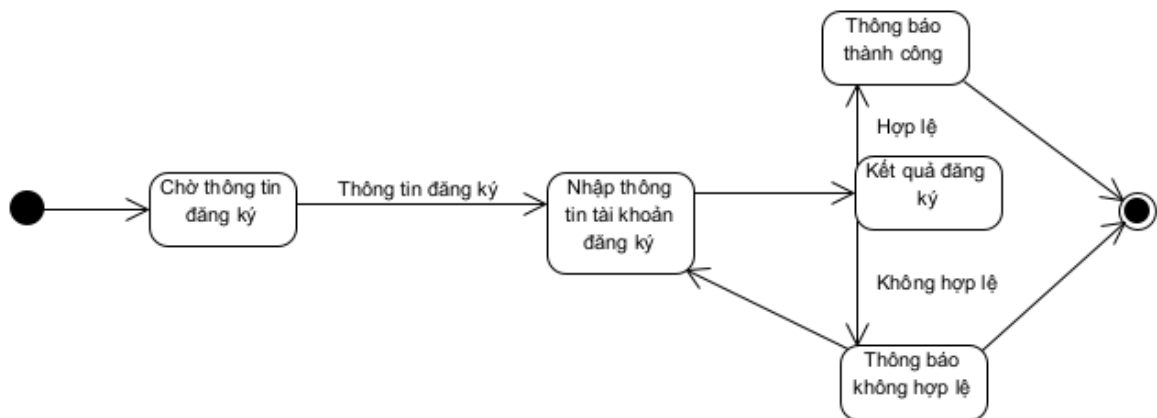 Thông báo
thành công
Hợp lệ
Chờ thông tin
đăng ký
Thông tin đăng ký
Nhập thông
tin tài khoản
đăng ký
Kết quả đăng
ký
Không hợp lệ
Thông báo
không hợp lệ